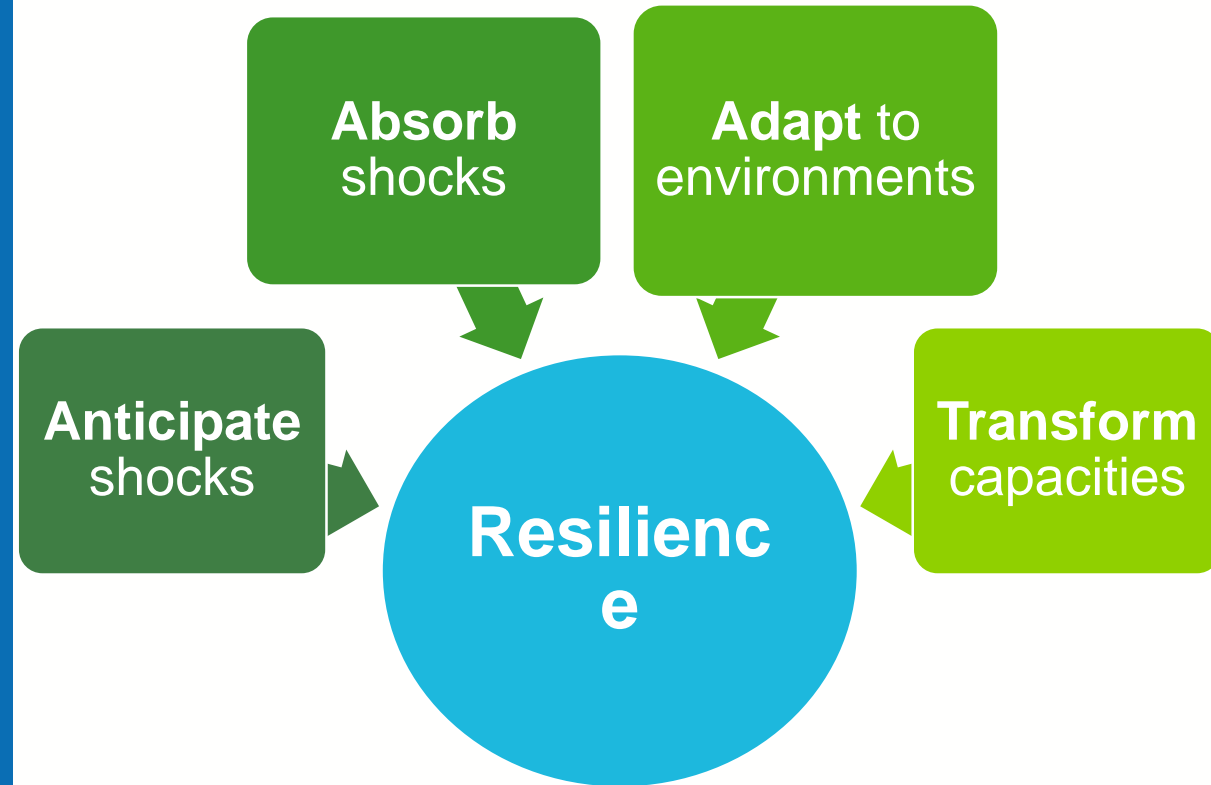 Absorb
shocks
Adapt to
environments
Anticipate
shocks
Transform
capacities
Resilienc
e